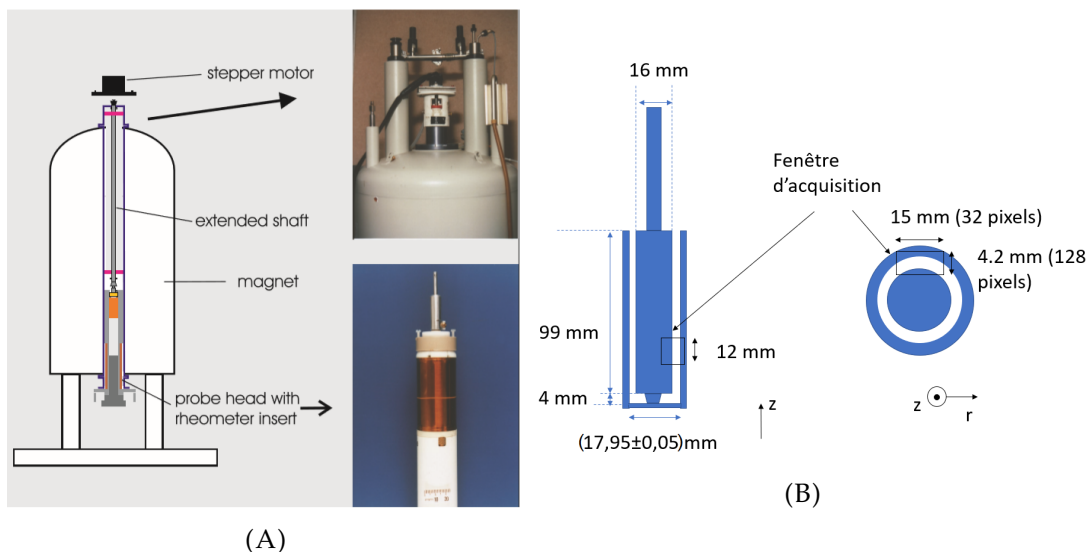 stepper motor
extended shaft
magnet
probe head with
rheometer insert
(A)
16 mm
Fenêtre
d'acquisition
15 mm (32 pixels)
4.2 mm (128
pixels)
99 mm
12 mm
4 mm
z
z
r
(17,95±0,05)mm
(B)